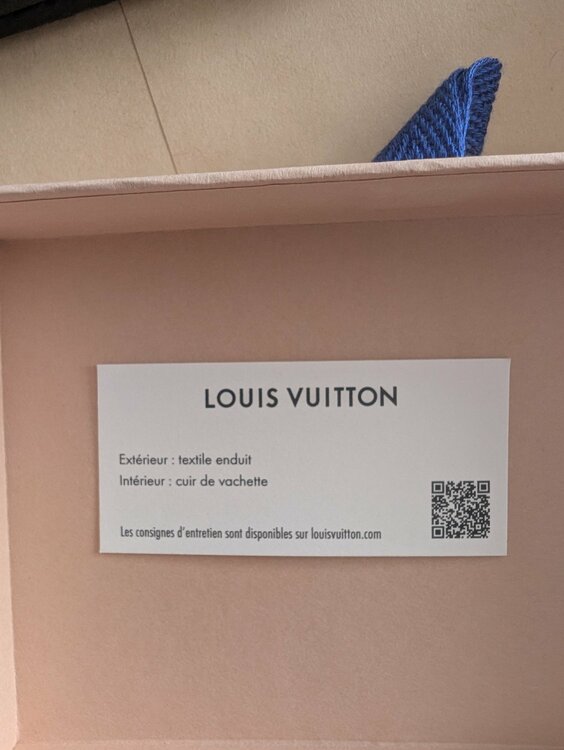 LOUIS VUITTON
Extérieur : textile enduit
Intérieur : cuir de vachette
Les consignes d'entretien sont disponibles sur louisvuitton.com